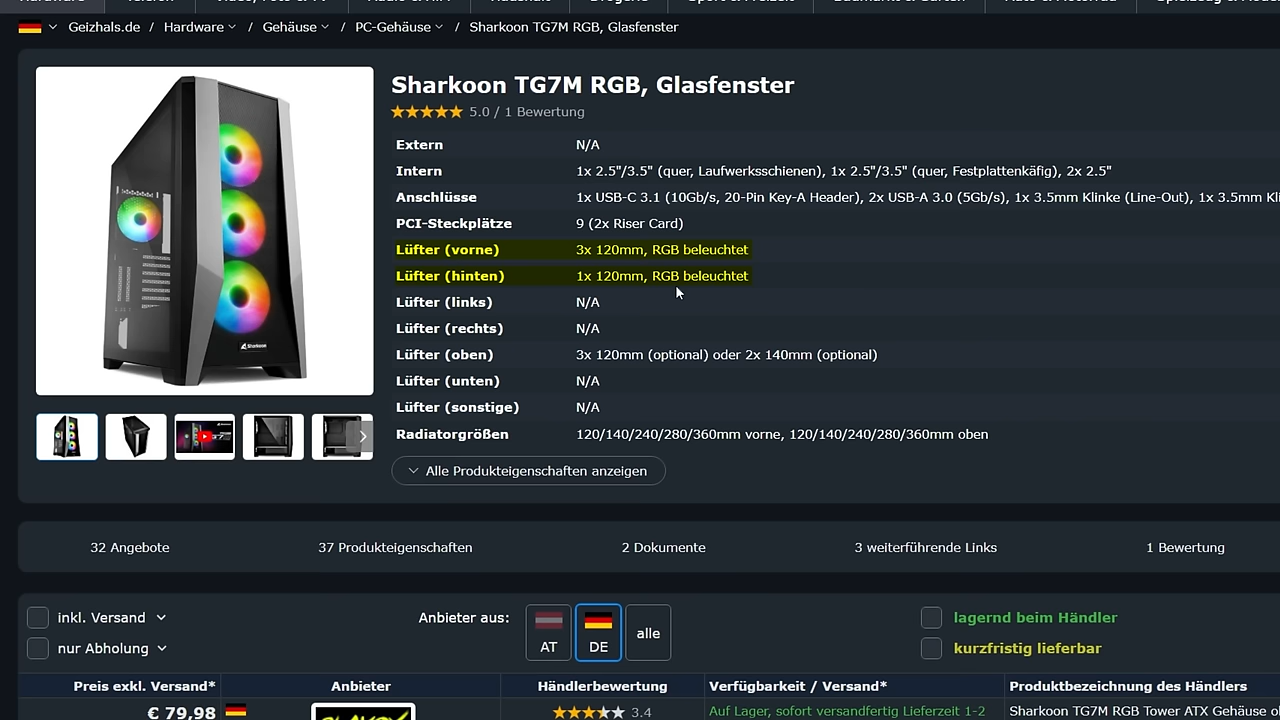 Geizhals.de / Hardware / Gehäuse / PC-Gehäuse / Sharkoon TG7M RGB, Glasfenster
Sharkoon TG7M RGB, Glasfenster
5.0 / 1 Bewertung
Extern N/A
Intern 1x 2.5"/3.5" (quer, Laufwerksschienen), 1x 2.5"/3.5" (quer, Festplattenkäfig), 2x 2.5"
Anschlüsse 1x USB-C 3.1 (10Gb/s, 20-Pin Key-A Header), 2x USB-A 3.0 (5Gb/s), 1x 3.5mm Klinke (Line-Out), 1x 3.5mm Kli
PCI-Steckplätze 9 (2x Riser Card)
Lüfter (vorne) 3x 120mm, RGB beleuchtet
Lüfter (hinten) 1x 120mm, RGB beleuchtet
Lüfter (links) N/A
Lüfter (rechts) N/A
Lüfter (oben) 3x 120mm (optional) oder 2x 140mm (optional)
Lüfter (unten) N/A
Lüfter (sonstige) N/A
Radiatorgrößen 120/140/240/280/360mm vorne, 120/140/240/280/360mm oben
Alle Produkteigenschaften anzeigen
Sharkoon
32 Angebote 37 Produkteigenschaften 2 Dokumente 3 weiterführende Links 1 Bewertung
inkl. Versand Anbieter aus: AT DE alle lagernd beim Händler
nur Abholung kurzfristig lieferbar
Preis exkl. Versand* Anbieter Händlerbewertung Verfügbarkeit / Versand* Produktbezeichnung des Händlers
€ 79,98 3.4 Auf Lager, sofort versandfertig Lieferzeit 1-2 Sharkoon TG7M RGB Tower ATX Gehäuse o